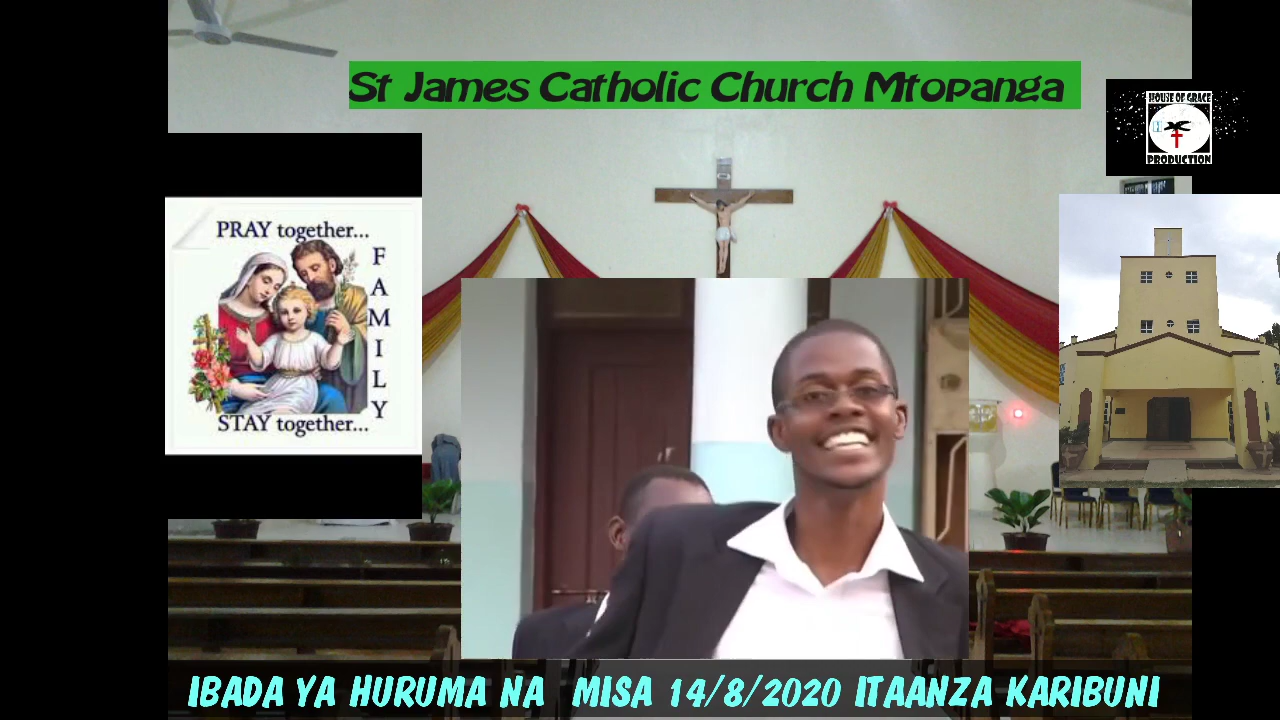 St James Catholic Church Mtopanga
HOUSE OF GRACE
PRODUCTION
PRAY together...
FAMILY
STAY together...
IBADA YA HURUMA NA MISA 14/8/2020 ITAANZA KARIBUNI